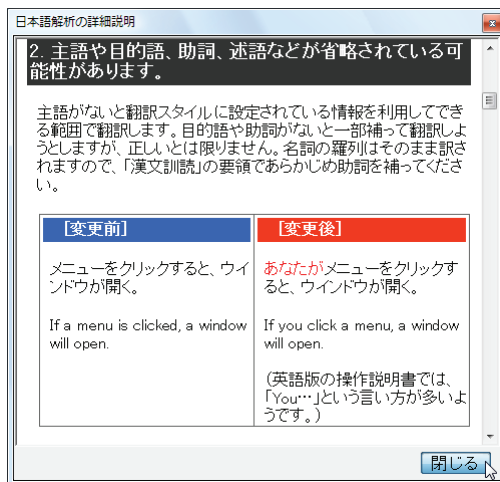 日本語解析の詳細説明
2. 主語や目的語、助詞、述語などが省略されている可
能性があります。
主語がないと翻訳スタイルに設定されている情報を利用してでき
る範囲で翻訳します。目的語や助詞がないと一部補って翻訳しよ
うとしますが、正しいとは限りません。名詞の羅列はそのまま訳さ
れますので、「漢文訓読」の要領であらかじめ助詞を補ってくださ
い。
[変更前]
メニューをクリックすると、ウイ
ンドウが開く。
If a menu is clicked, a window
will open.
[変更後]
あなたがメニューをクリックす
ると、ウインドウが開く。
If you click a menu, a window
will open.
(英語版の操作説明書では、
「You…」という言い方が多いよ
うです。)
閉じる